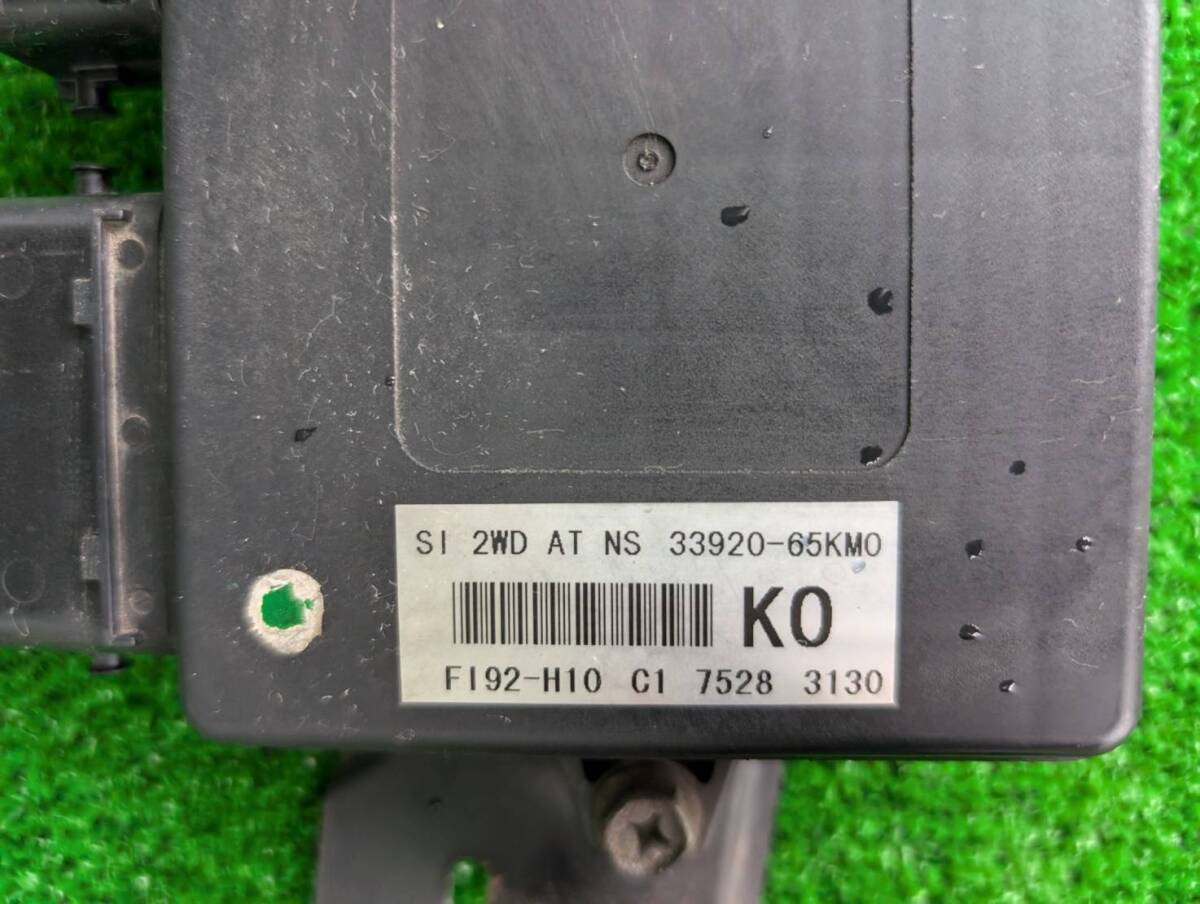 SI 2WD AT NS 33920-65KM0
K0
FI92-H10 C1 7528 3130